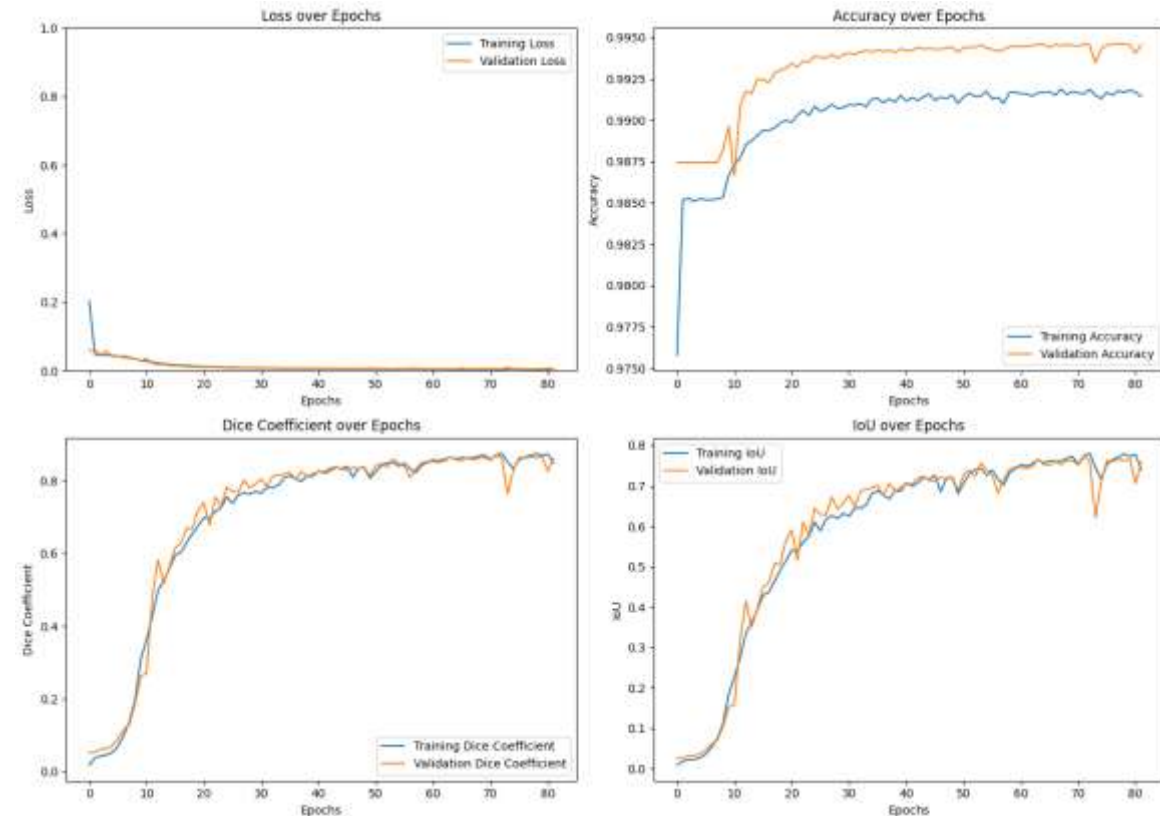 Loss over Epochs
1.0
0.8
0.6
0.4
0.2
0.0
Loss
Training Loss
Validation Loss
0 10 20 30 40 50 60 70 80
Epochs
Accuracy over Epochs
0.9950
0.9925
0.9900
0.9875
0.9850
0.9825
0.9800
0.9775
0.9750
Accuracy
Training Accuracy
Validation Accuracy
0 10 20 30 40 50 60 70 80
Epochs
Dice Coefficient over Epochs
0.8
0.6
0.4
0.2
0.0
Dice Coefficient
Training Dice Coefficient
Validation Dice Coefficient
0 10 20 30 40 50 60 70 80
Epochs
IoU over Epochs
0.8
0.7
0.6
0.5
0.4
0.3
0.2
0.1
0.0
IoU
Training IoU
Validation IoU
0 10 20 30 40 50 60 70 80
Epochs